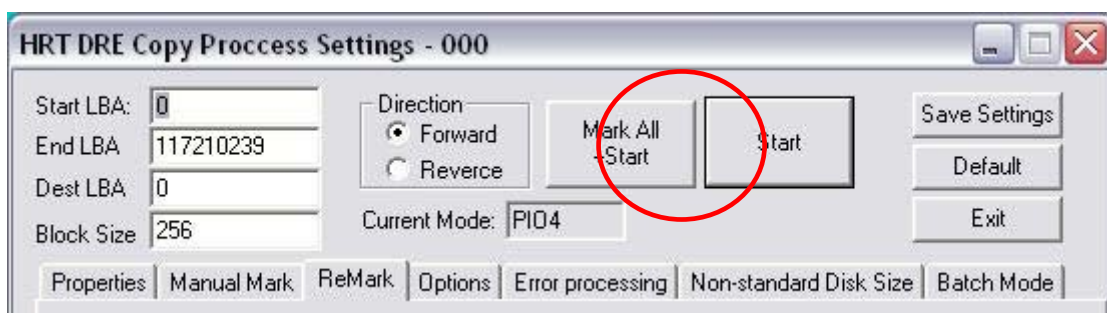 HRT DRE Copy Proccess Settings - 000
Start LBA: 0
End LBA 117210239
Dest LBA 0
Block Size 256
Direction
Forward
Reverce
Current Mode: PIO4
Mark All
+Start
Start
Save Settings
Default
Exit
Properties Manual Mark ReMark Options Error processing Non-standard Disk Size Batch Mode